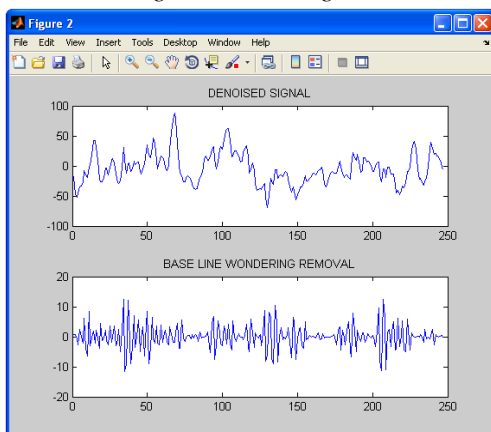 Figure 2
File Edit View Insert Tools Desktop Window Help
DENOISED SIGNAL
100
50
0
-50
-100
0 50 100 150 200 250
BASE LINE WONDERING REMOVAL
20
10
0
-10
-20
0 50 100 150 200 250